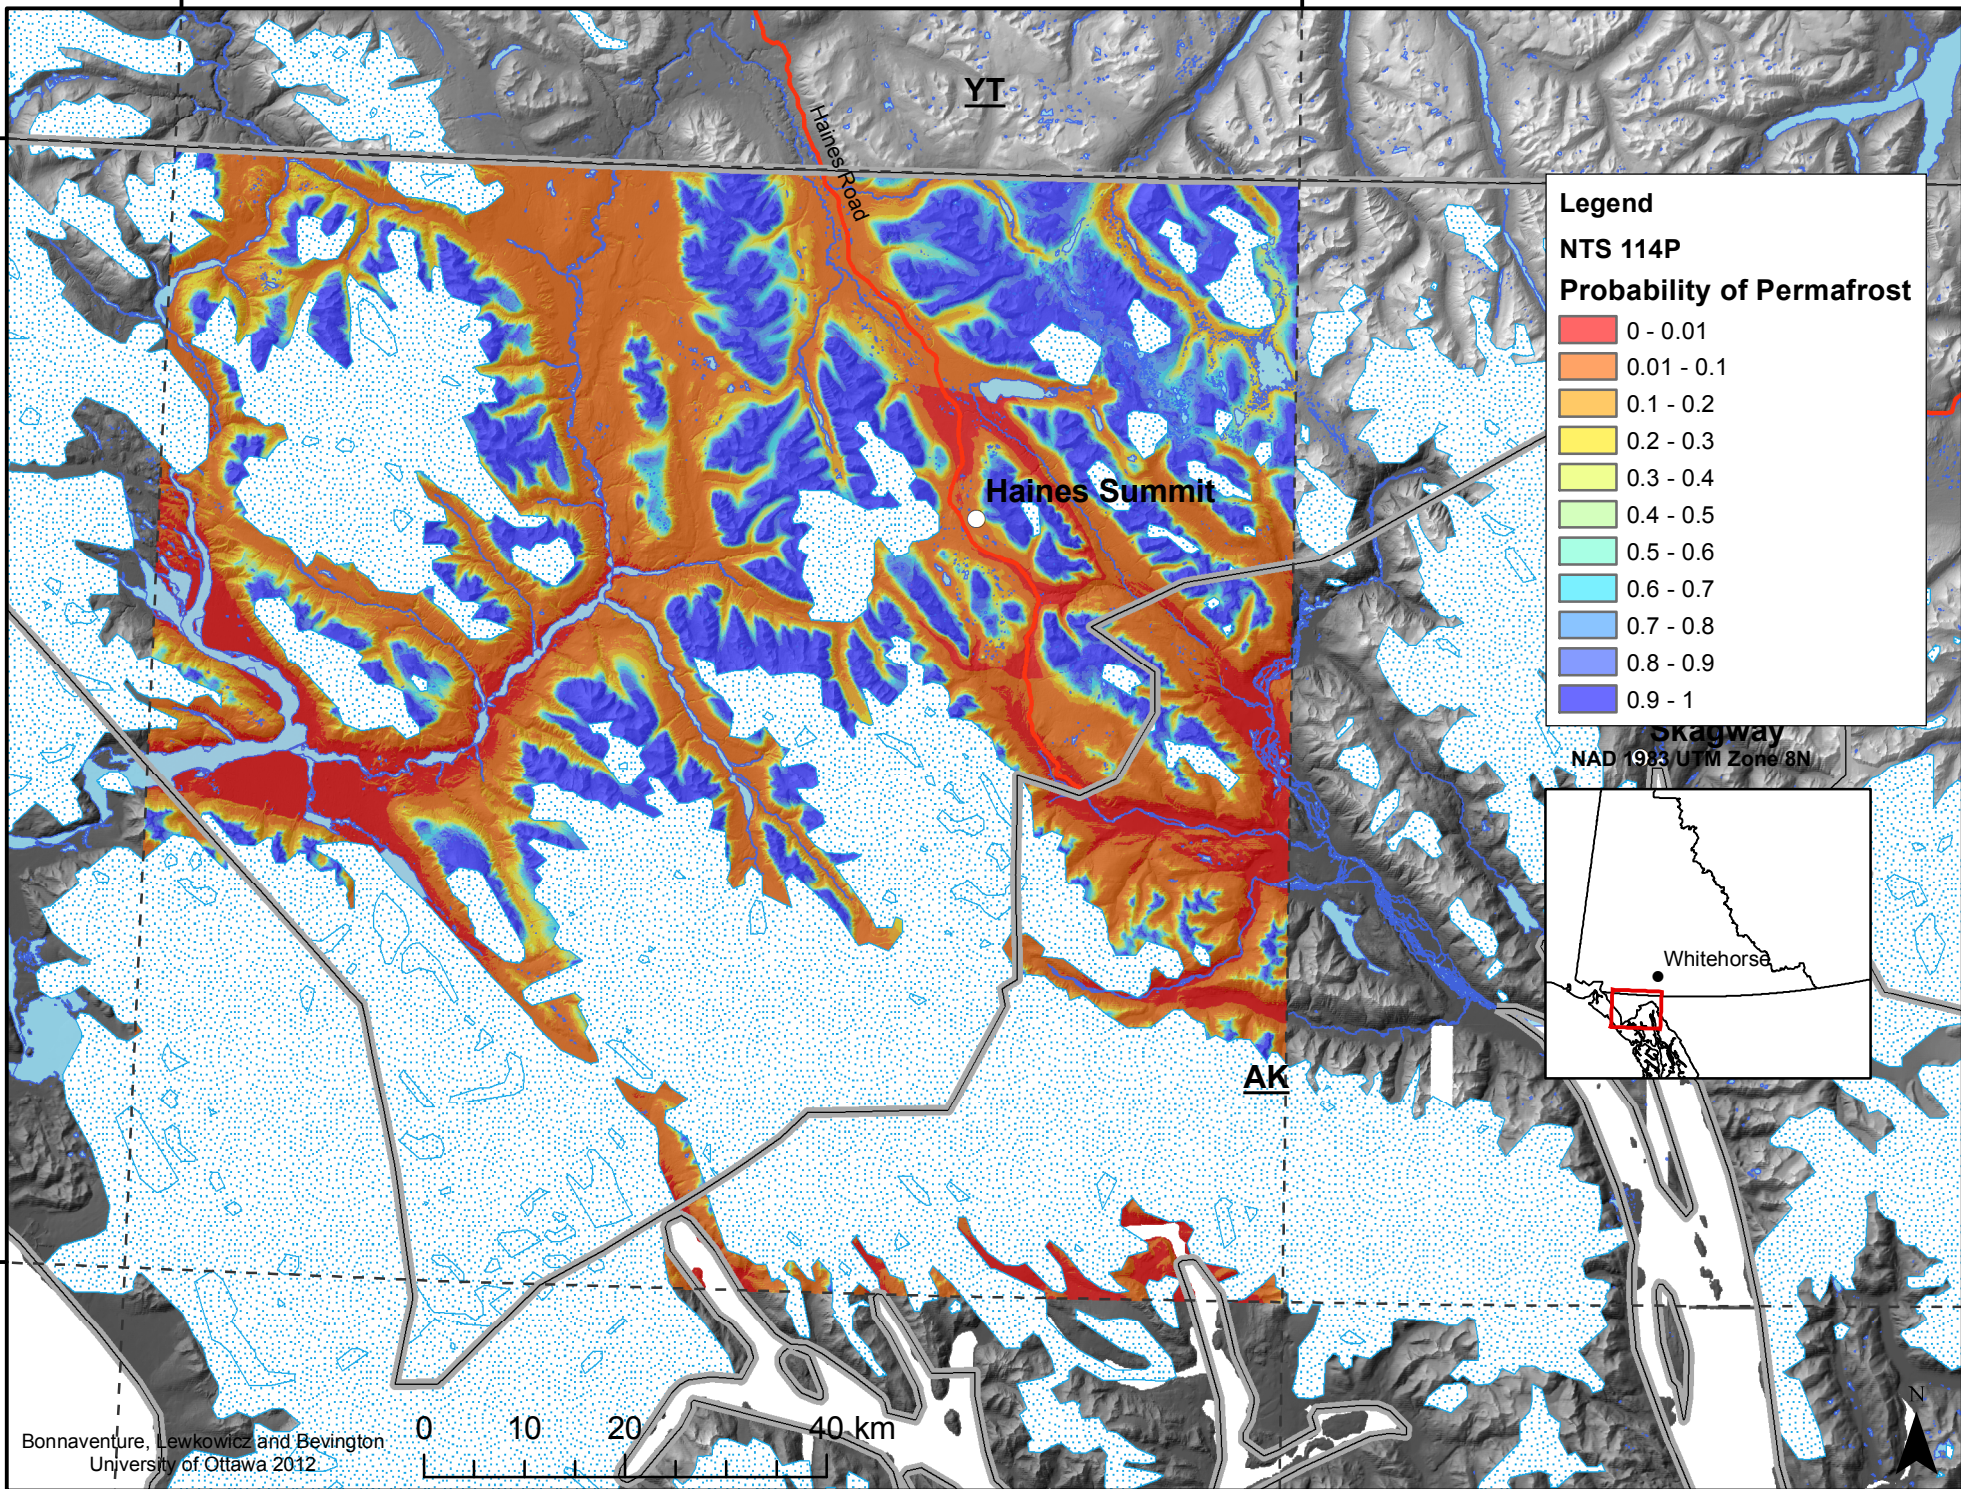 YT
Haines Road
Legend
NTS 114P
Probability of Permafrost
0 - 0.01
0.01 - 0.1
0.1 - 0.2
0.2 - 0.3
0.3 - 0.4
0.4 - 0.5
0.5 - 0.6
0.6 - 0.7
0.7 - 0.8
0.8 - 0.9
0.9 - 1
Haines Summit
Skagway
NAD 1983 UTM Zone 8N
Whitehorse
AK
N
0 10 20 40 km
Bonnaventure, Lewkowicz and Bevington
University of Ottawa 2012